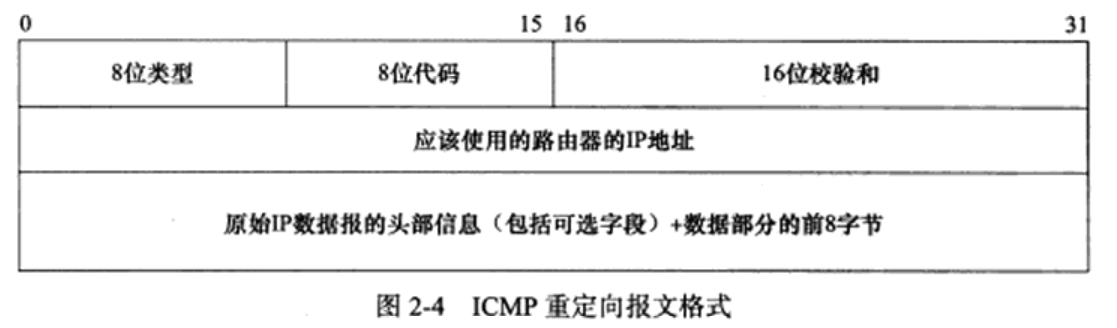 0 15 16 31
8位类型 8位代码 16位校验和
应该使用的路由器的IP地址
原始IP数据报的头部信息（包括可选字段）+数据部分的前8字节
图 2-4 ICMP 重定向报文格式